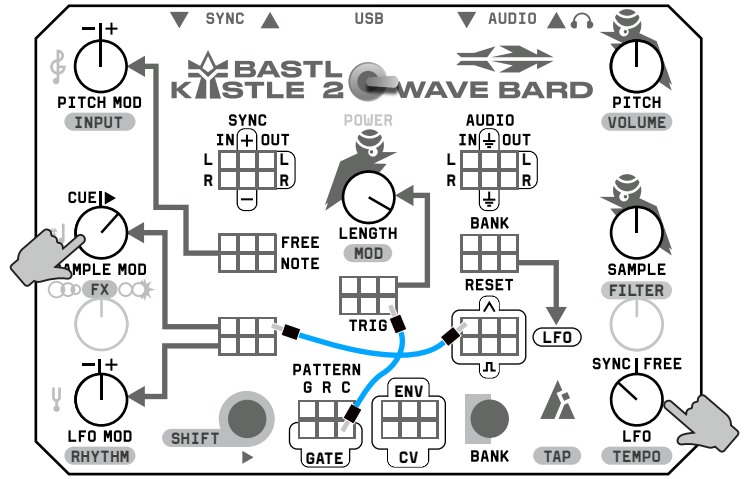 SYNC
USB
AUDIO
− +
PITCH MOD
INPUT
BASTL
KASTLE 2 WAVE BARD
POWER
PITCH
VOLUME
SYNC
IN + OUT
L L
R R
−
AUDIO
IN OUT
L L
R R
CUE
SAMPLE MOD
FX
FREE
NOTE
LENGTH
MOD
TRIG
BANK
RESET
LFO
SAMPLE
FILTER
− +
LFO MOD
RHYTHM
SHIFT
PATTERN
G R C
GATE
ENV
CV
BANK
TAP
SYNC FREE
LFO
TEMPO